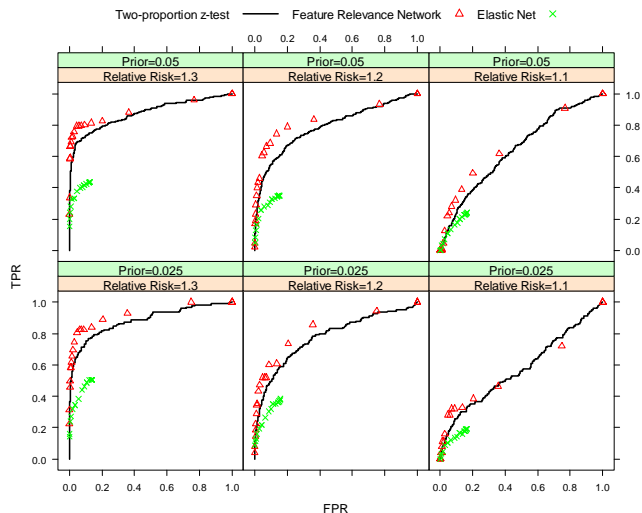 Two-proportion z-test Feature Relevance Network Elastic Net
0.0 0.2 0.4 0.6 0.8 1.0
Prior=0.05 Prior=0.05 Prior=0.05
Relative Risk=1.3 Relative Risk=1.2 Relative Risk=1.1
1.0
0.8
0.6
0.4
0.2
0.0
Prior=0.025 Prior=0.025 Prior=0.025
Relative Risk=1.3 Relative Risk=1.2 Relative Risk=1.1
1.0
0.8
0.6
0.4
0.2
0.0
TPR
0.0 0.2 0.4 0.6 0.8 1.0 0.0 0.2 0.4 0.6 0.8 1.0
FPR